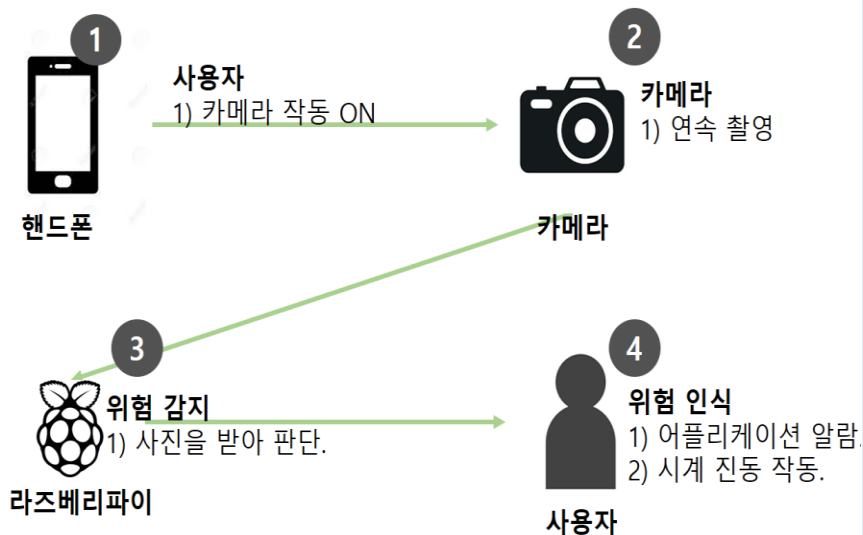 1
사용자
1) 카메라 작동 ON
핸드폰
2
카메라
1) 연속 촬영
카메라
3
위험 감지
1) 사진을 받아 판단.
라즈베리파이
4
위험 인식
1) 어플리케이션 알람.
2) 시계 진동 작동.
사용자